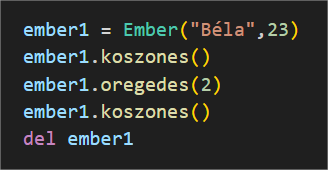 ember1 = Ember("Béla",23)
ember1.koszones()
ember1.oregedes(2)
ember1.koszones()
del ember1